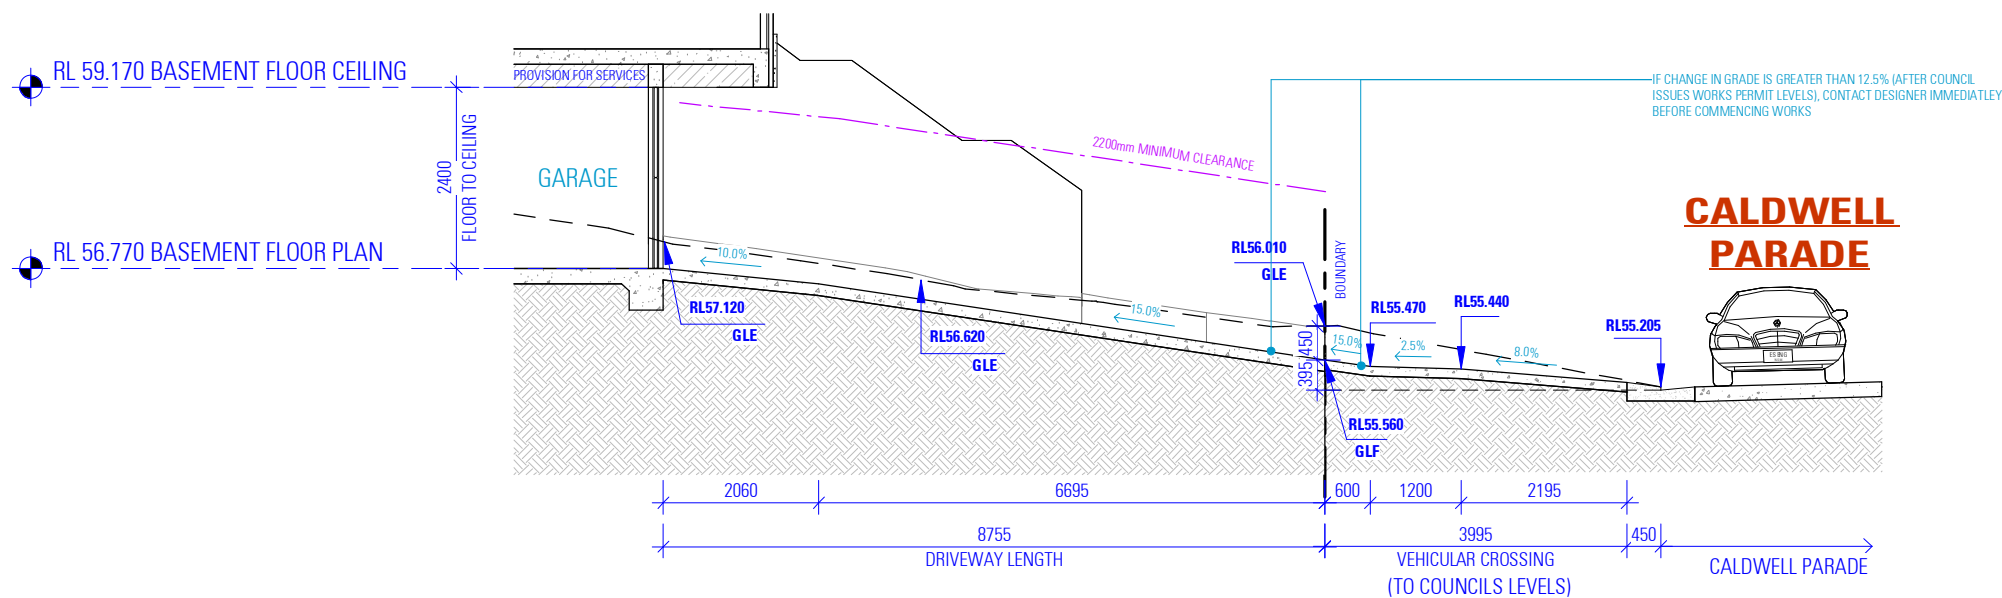 RL 59.170 BASEMENT FLOOR CEILING
PROVISION FOR SERVICES
IF CHANGE IN GRADE IS GREATER THAN 12.5% (AFTER COUNCIL
ISSUES WORKS PERMIT LEVELS), CONTACT DESIGNER IMMEDIATLEY
BEFORE COMMENCING WORKS
2400
FLOOR TO CEILING
GARAGE
2200mm MINIMUM CLEARANCE
CALDWELL
PARADE
RL 56.770 BASEMENT FLOOR PLAN
10.0%
RL56.010
GLE
BOUNDARY
RL57.120
GLE
RL56.620
GLE
15.0%
15.0%
RL55.470
2.5%
RL55.440
8.0%
RL55.205
450
395
RL55.560
GLF
2060
6695
600
1200
2195
8755
3995
450
DRIVEWAY LENGTH
VEHICULAR CROSSING
(TO COUNCILS LEVELS)
CALDWELL PARADE